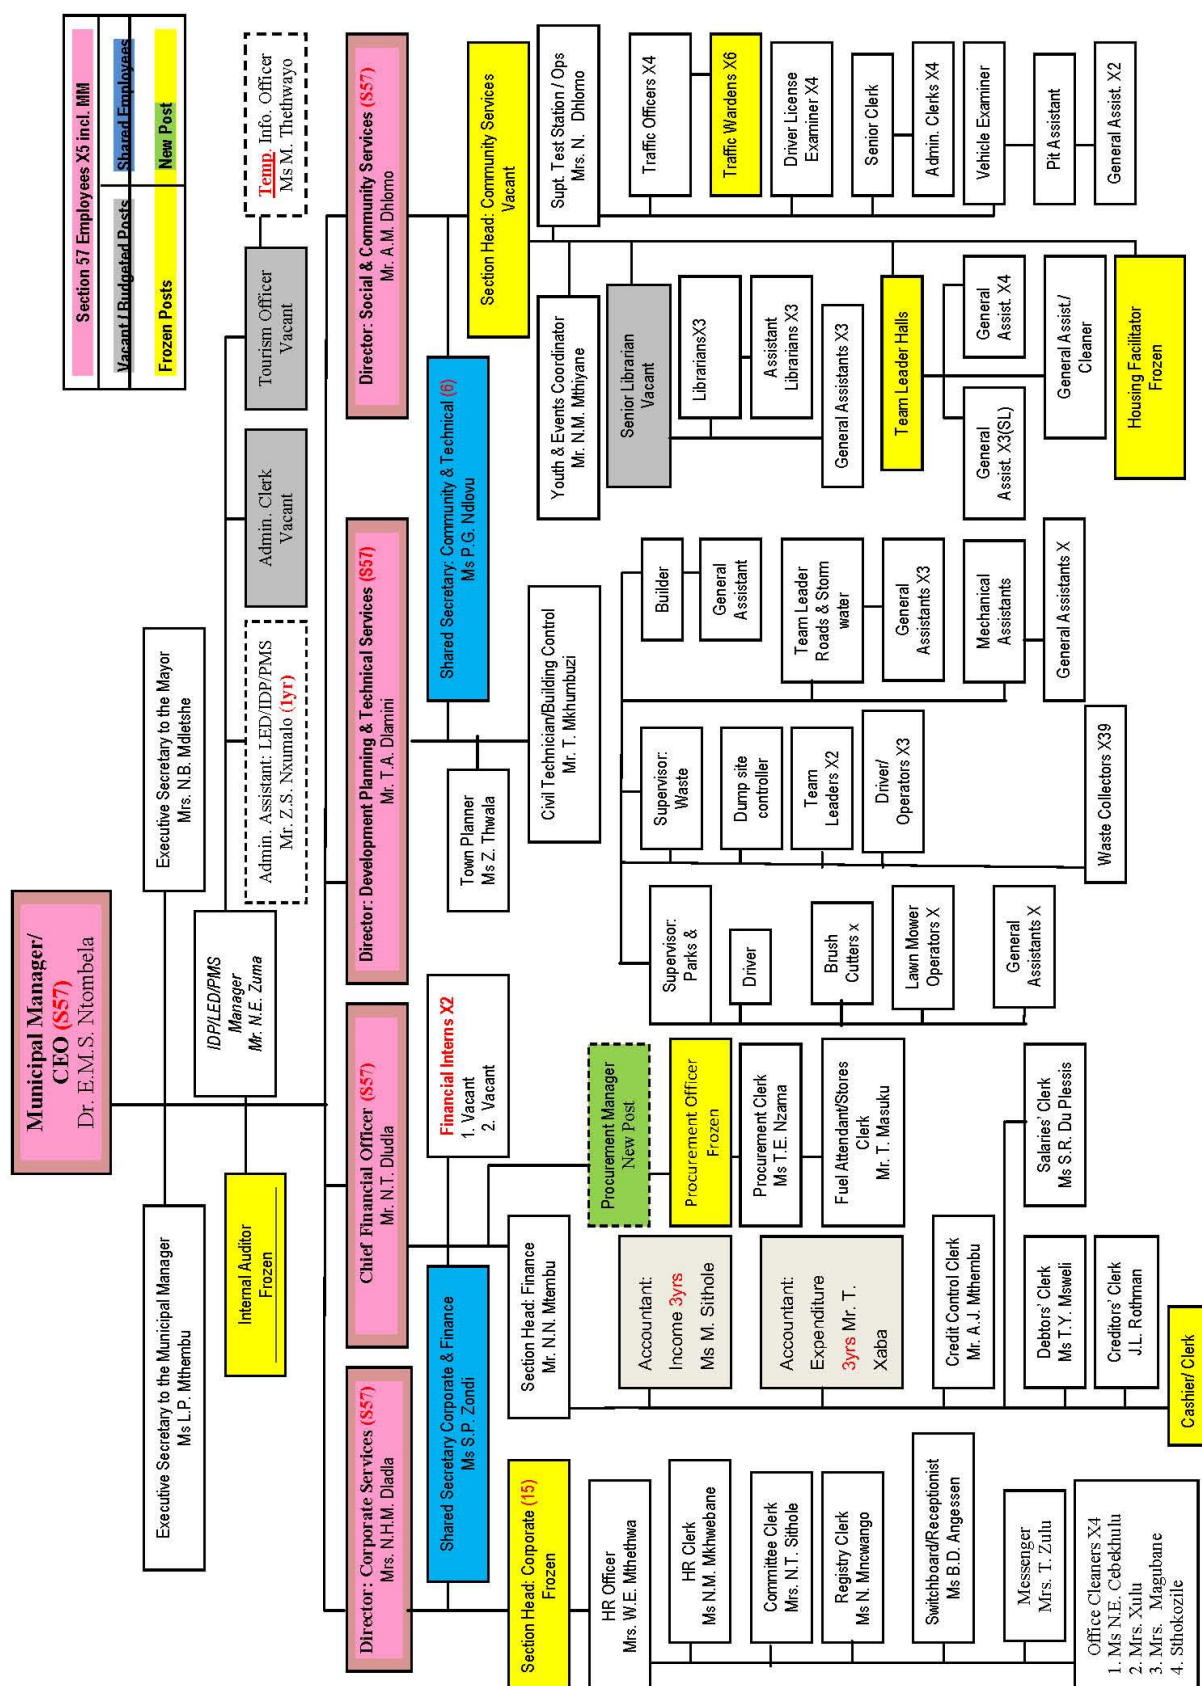 Municipal Manager/
CEO (S57)
Dr. E.M.S. Ntombela
Section 57 Employees X5 incl. MM
Vacant / Budgeted Posts
Shared Employees
Frozen Posts
New Post
Executive Secretary to the Municipal Manager
Ms L.P. Mthembu
Executive Secretary to the Mayor
Mrs. N.B. Mdletshe
Internal Auditor
Frozen
IDP/LED/PMS
Manager
Mr. N.E. Zuma
Admin. Assistant: LED/IDP/PMS
Mr. Z.S. Nxumalo (1yr)
Admin. Clerk
Vacant
Tourism Officer
Vacant
Temp. Info. Officer
Ms M. Thethwayo
Director: Corporate Services (S57)
Mrs. N.H.M. Dladla
Chief Financial Officer (S57)
Mr. N.T. Dludla
Director: Development Planning & Technical Services (S57)
Mr. T.A. Dlamini
Director: Social & Community Services (S57)
Mr. A.M. Dhlomo
Shared Secretary Corporate & Finance
Ms S.P. Zondi
Financial Interns X2
1. Vacant
2. Vacant
Shared Secretary: Community & Technical (6)
Ms P.G. Ndlovu
Section Head: Corporate (15)
Frozen
HR Officer
Mrs. W.E. Mthethwa
HR Clerk
Ms N.M. Mkhwebane
Committee Clerk
Mrs. N.T. Sithole
Registry Clerk
Ms N. Mncwango
Switchboard/Receptionist
Ms B.D. Angessen
Messenger
Mrs. T. Zulu
Office Cleaners X4
1. Ms N.E. Cebekhulu
2. Mrs. Xulu
3. Mrs. Magubane
4. Sthokozile
Section Head: Finance
Mr. N.N. Mtembu
Accountant:
Income 3yrs
Ms M. Sithole
Accountant:
Expenditure
3yrs Mr. T.
Xaba
Credit Control Clerk
Mr. A.J. Mthembu
Debtors' Clerk
Ms T.Y. Msweli
Creditors' Clerk
J.L. Rothman
Cashier/ Clerk
Salaries' Clerk
Ms S.R. Du Plessis
Procurement Manager
New Post
Procurement Officer
Frozen
Procurement Clerk
Ms T.E. Nzama
Fuel Attendant/Stores
Clerk
Mr. T. Masuku
Town Planner
Ms Z. Thwala
Civil Technician/Building Control
Mr. T. Mkhumbuzi
Supervisor:
Parks &
Driver
Brush
Cutters x
Lawn Mower
Operators X
General
Assistants X
Supervisor:
Waste
Dump site
controller
Team
Leaders X2
Driver/
Operators X3
Waste Collectors X39
Builder
General
Assistant
Team Leader
Roads & Storm
water
General
Assistants X3
Mechanical
Assistants
General Assistants X
Section Head: Community Services
Vacant
Youth & Events Coordinator
Mr. N.M. Mthiyane
Supt. Test Station / Ops
Mrs. N. Dhlomo
Senior Librarian
Vacant
LibrariansX3
Assistant
Librarians X3
General Assistants X3
Team Leader Halls
General
Assist. X3(SL)
General
Assist. X4
General Assist./
Cleaner
Housing Facilitator
Frozen
Traffic Officers X4
Traffic Wardens X6
Driver License
Examiner X4
Senior Clerk
Admin. Clerks X4
Vehicle Examiner
Pit Assistant
General Assist. X2